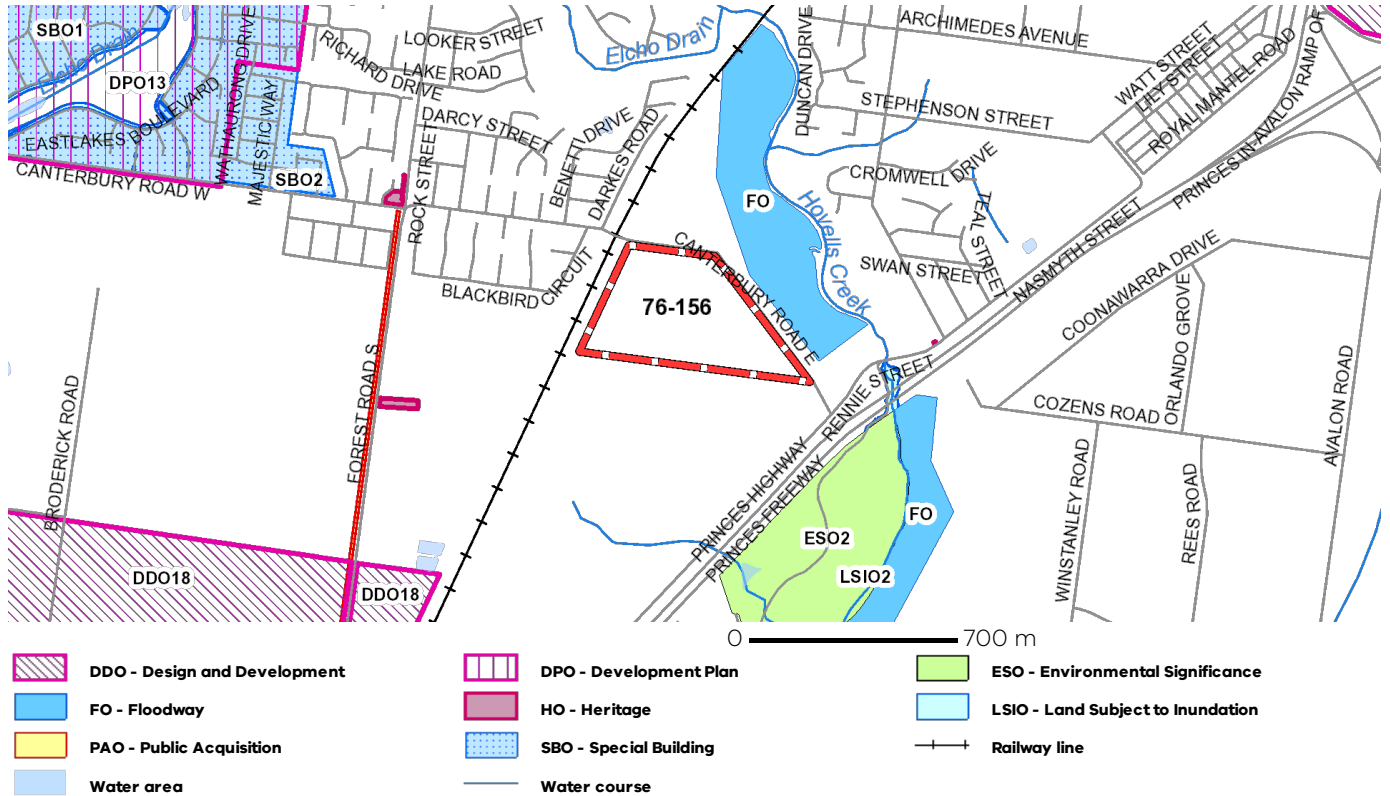 SBO1
Elcho Drain
DPO13
WATHAURONG DRIVE
MAJESTIC WAY
EASTLAKES BOULEVARD
CANTERBURY ROAD W
SBO2
RICHARD DRIVE
LOOKER STREET
LAKE ROAD
DARCY STREET
ROCK STREET
BENETTI DRIVE
DARKES ROAD
BLACKBIRD CIRCUIT
Elcho Drain
DUNCAN DRIVE
ARCHIMEDES AVENUE
STEPHENSON STREET
WATT STREET
LILY STREET
ROYAL MANTEL ROAD
PRINCES IN-AVALON RAMP OF
CROMWELL DRIVE
TEAL STREET
SWAN STREET
NASMYTH STREET
COONAWARRA DRIVE
ORLANDO GROVE
FO
Hovells Creek
CANTERBURY ROAD E
76-156
RENNIE STREET
COZENS ROAD
AVALON ROAD
BRODERICK ROAD
FOREST ROAD S
PRINCES HIGHWAY
PRINCES FREEWAY
WINSTANLEY ROAD
REES ROAD
FO
ESO2
LSIO2
DDO18
DDO18
0 700 m
DDO - Design and Development
DPO - Development Plan
ESO - Environmental Significance
FO - Floodway
HO - Heritage
LSIO - Land Subject to Inundation
PAO - Public Acquisition
SBO - Special Building
Railway line
Water area
Water course